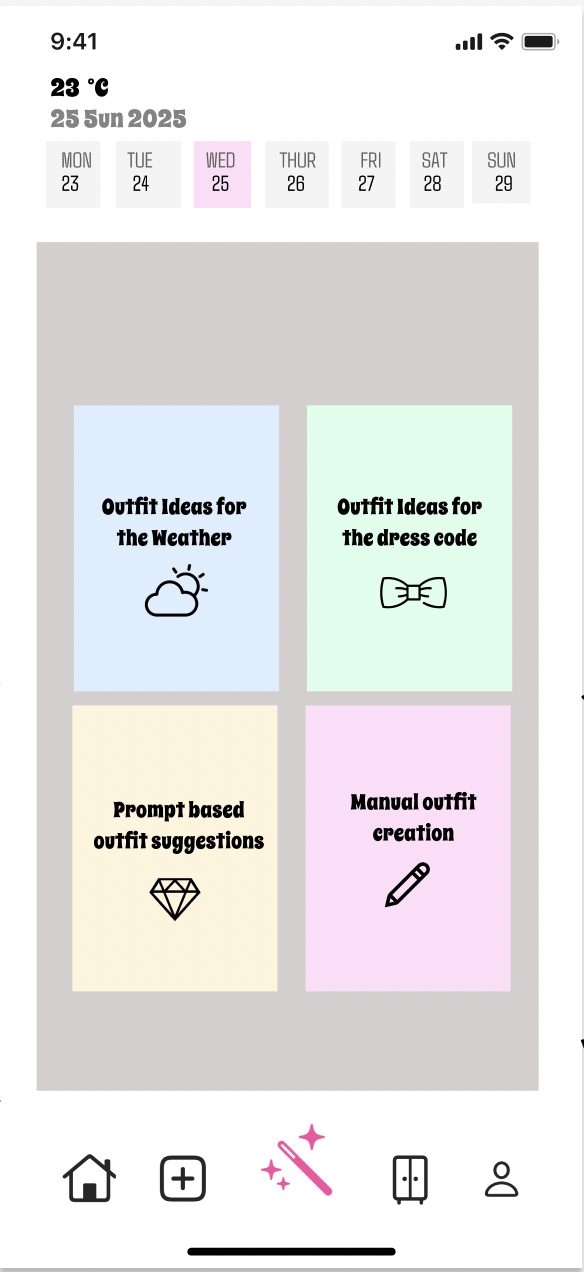 9:41
23 °C
25 Jun 2025
MON TUE WED THUR FRI SAT SUN
23 24 25 26 27 28 29
Outfit Ideas for
the Weather
Outfit Ideas for
the dress code
Prompt based
outfit suggestions
Manual outfit
creation